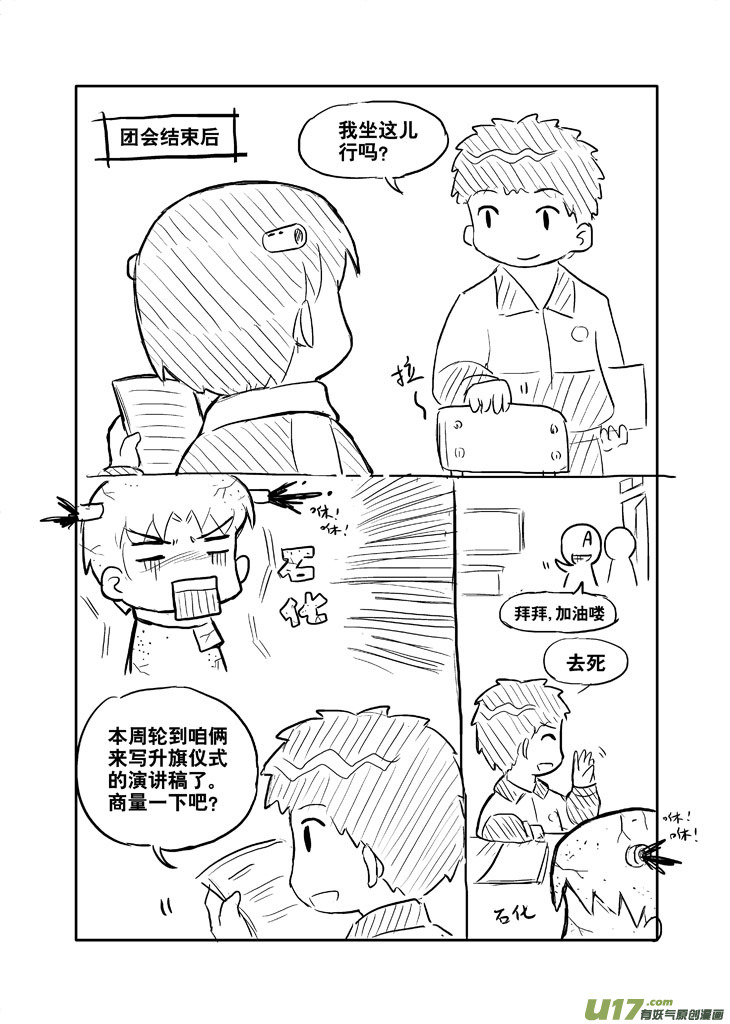 团会结束后
我坐这儿
行吗?
拉
咻!
咻!
石
化
本周轮到咱俩
来写升旗仪式
的演讲稿了。
商量一下吧?
A
拜拜,加油喽
去死
咻!
咻!
石化
U17.com
有妖气原创漫画